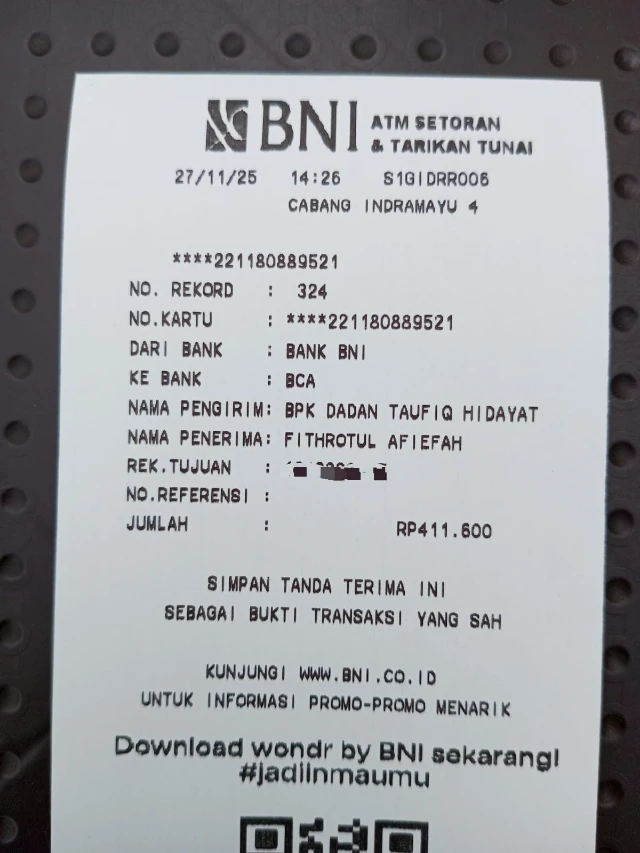 BNI ATM SETORAN
& TARIKAN TUNAI
27/11/25 14:26 S1GIDRR006
CABANG INDRAMAYU 4
****221180889521
NO. REKORD : 324
NO.KARTU : ****221180889521
DARI BANK : BANK BNI
KE BANK : BCA
NAMA PENGIRIM: BPK DADAN TAUFIQ HIDAYAT
NAMA PENERIMA: FITHROTUL AFIEFAH
REK.TUJUAN :
NO.REFERENSI :
JUMLAH : RP411.600
SIMPAN TANDA TERIMA INI
SEBAGAI BUKTI TRANSAKSI YANG SAH
KUNJUNGI WWW.BNI.CO.ID
UNTUK INFORMASI PROMO-PROMO MENARIK
Download wondr by BNI sekarang!
#jadiinmaumu